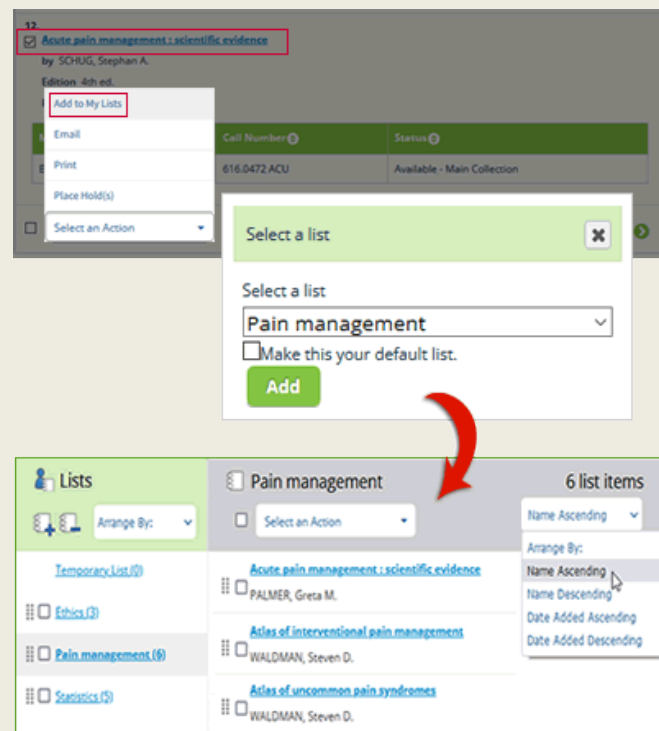 12.
Acute pain management : scientific evidence
by SCHUG, Stephan A.
Edition 4th ed.
Add to My Lists
Email
Print
Place Hold(s)
Select an Action
Call Number
Status
616.0472 ACU
Available - Main Collection
Select a list
Select a list
Pain management
Make this your default list.
Add
Lists
Arrange By:
Temporary List (0)
Ethics (3)
Pain management (6)
Statistics (5)
Pain management
Select an Action
Acute pain management : scientific evidence
PALMER, Greta M.
Atlas of interventional pain management
WALDMAN, Steven D.
Atlas of uncommon pain syndromes
WALDMAN, Steven D.
6 list items
Name Ascending
Arrange By:
Name Ascending
Name Descending
Date Added Ascending
Date Added Descending